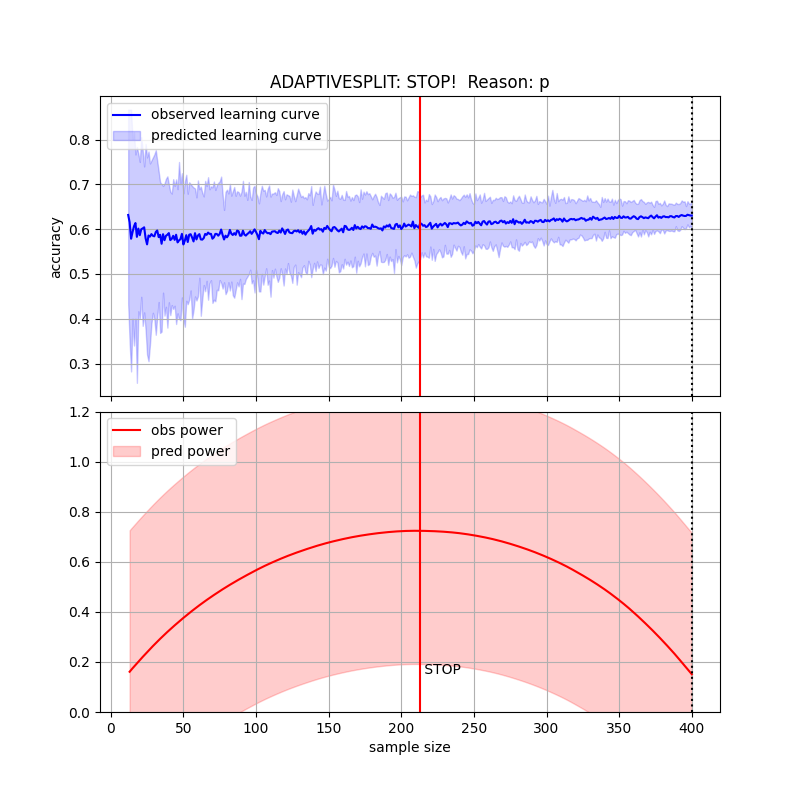 ADAPTIVESPLIT: STOP!  Reason: p
observed learning curve
predicted learning curve
0.8
0.7
0.6
0.5
0.4
0.3
accuracy
obs power
pred power
1.2
1.0
0.8
0.6
0.4
0.2
0.0
STOP
0 50 100 150 200 250 300 350 400
sample size